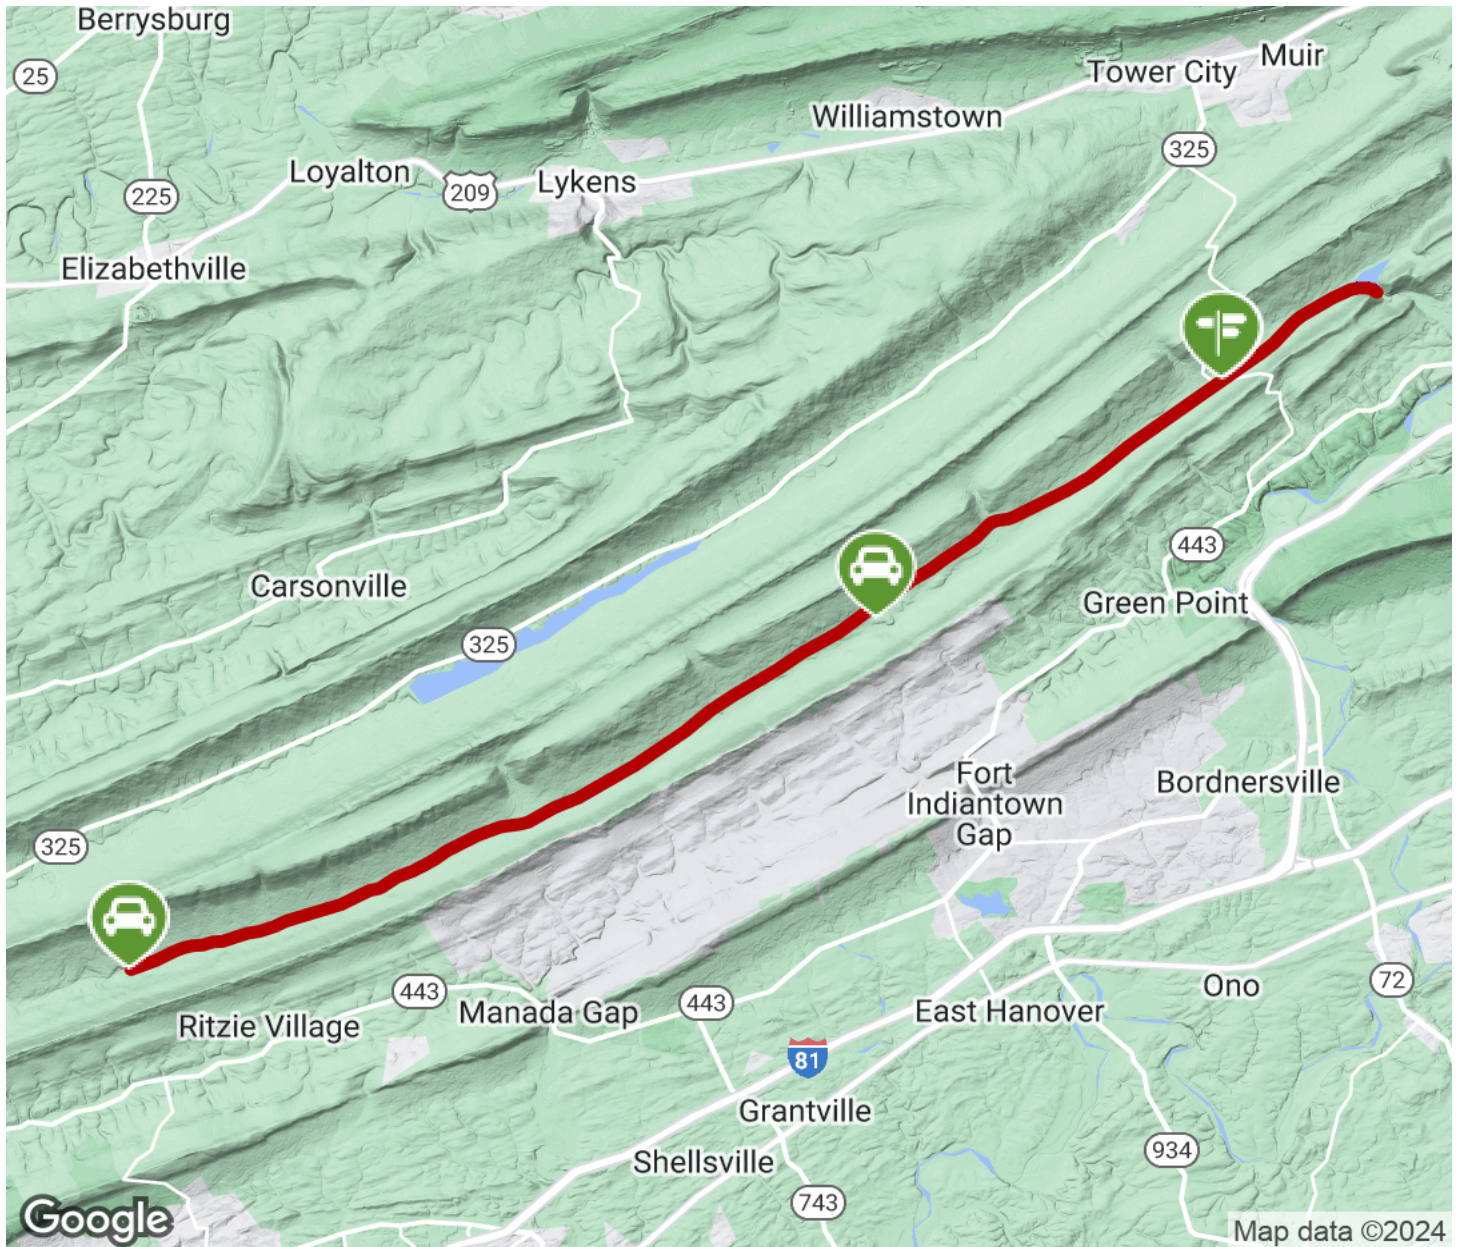 Berrysburg
25
Muir
Tower City
Williamstown
325
Loyalton
209
Lykens
225
Elizabethville
443
Carsonville
Green Point
325
Fort
Indiantown
Gap
Bordnersville
325
443
Manada Gap
443
Ono
72
Ritzie Village
East Hanover
81
Grantville
934
Shellsville
743
Google
Map data ©2024